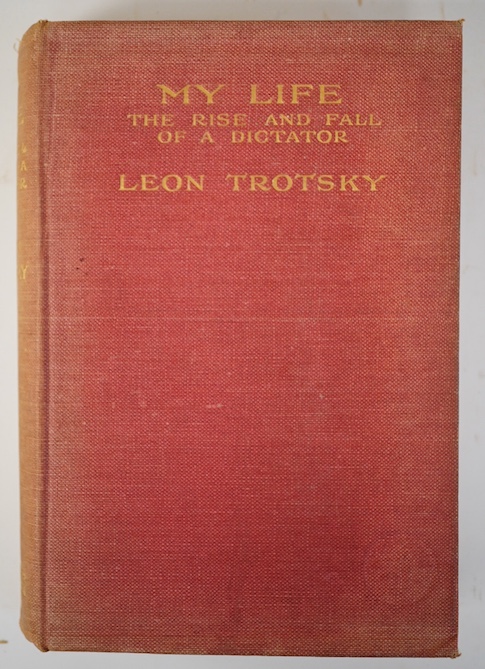 MY LIFE
THE RISE AND FALL
OF A DICTATOR
LEON TROTSKY